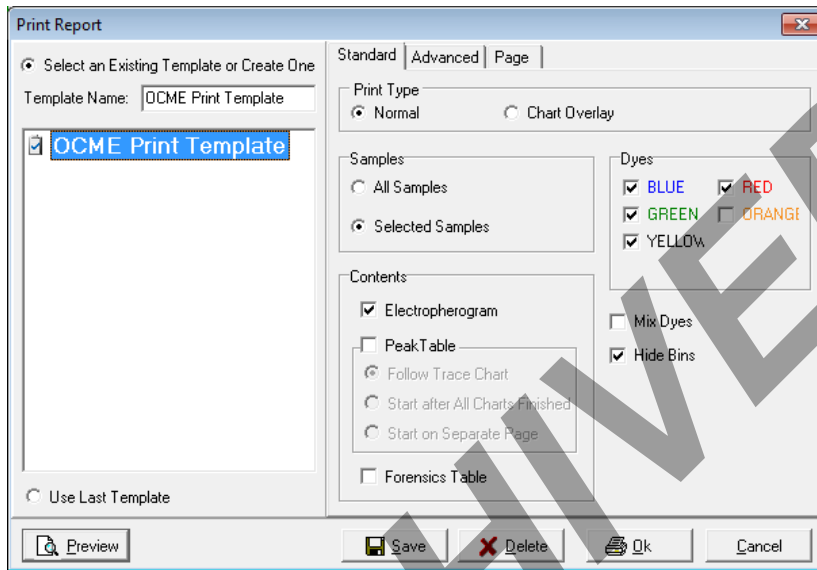 Print Report
Select an Existing Template or Create One
Template Name: OCME Print Template
OCME Print Template
Use Last Template
Preview
Standard Advanced Page
Print Type
Normal Chart Overlay
Samples
All Samples
Selected Samples
Dyes
BLUE RED
GREEN ORANGE
YELLOW
Contents
Electropherogram
PeakTable
Follow Trace Chart
Start after All Charts Finished
Start on Separate Page
Forensics Table
Mix Dyes
Hide Bins
Save Delete Ok Cancel
HIVE